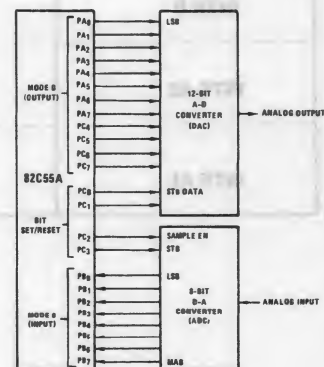 PA0
PA1
PA2
PA3
PA4
PA5
PA6
PA7
PC4
PC5
PC6
PC7
MODE 0
(OUTPUT)
LSB
12-BIT
A-D
CONVERTER
(DAC)
ANALOG OUTPUT
82C55A
PC0
PC1
STB DATA
BIT
SET/RESET
PC2
PC3
SAMPLE EN
STB
PB0
PB1
PB2
PB3
PB4
PB5
PB6
PB7
MODE 0
(INPUT)
LSB
8-BIT
D-A
CONVERTER
(ADC)
ANALOG INPUT
MAB